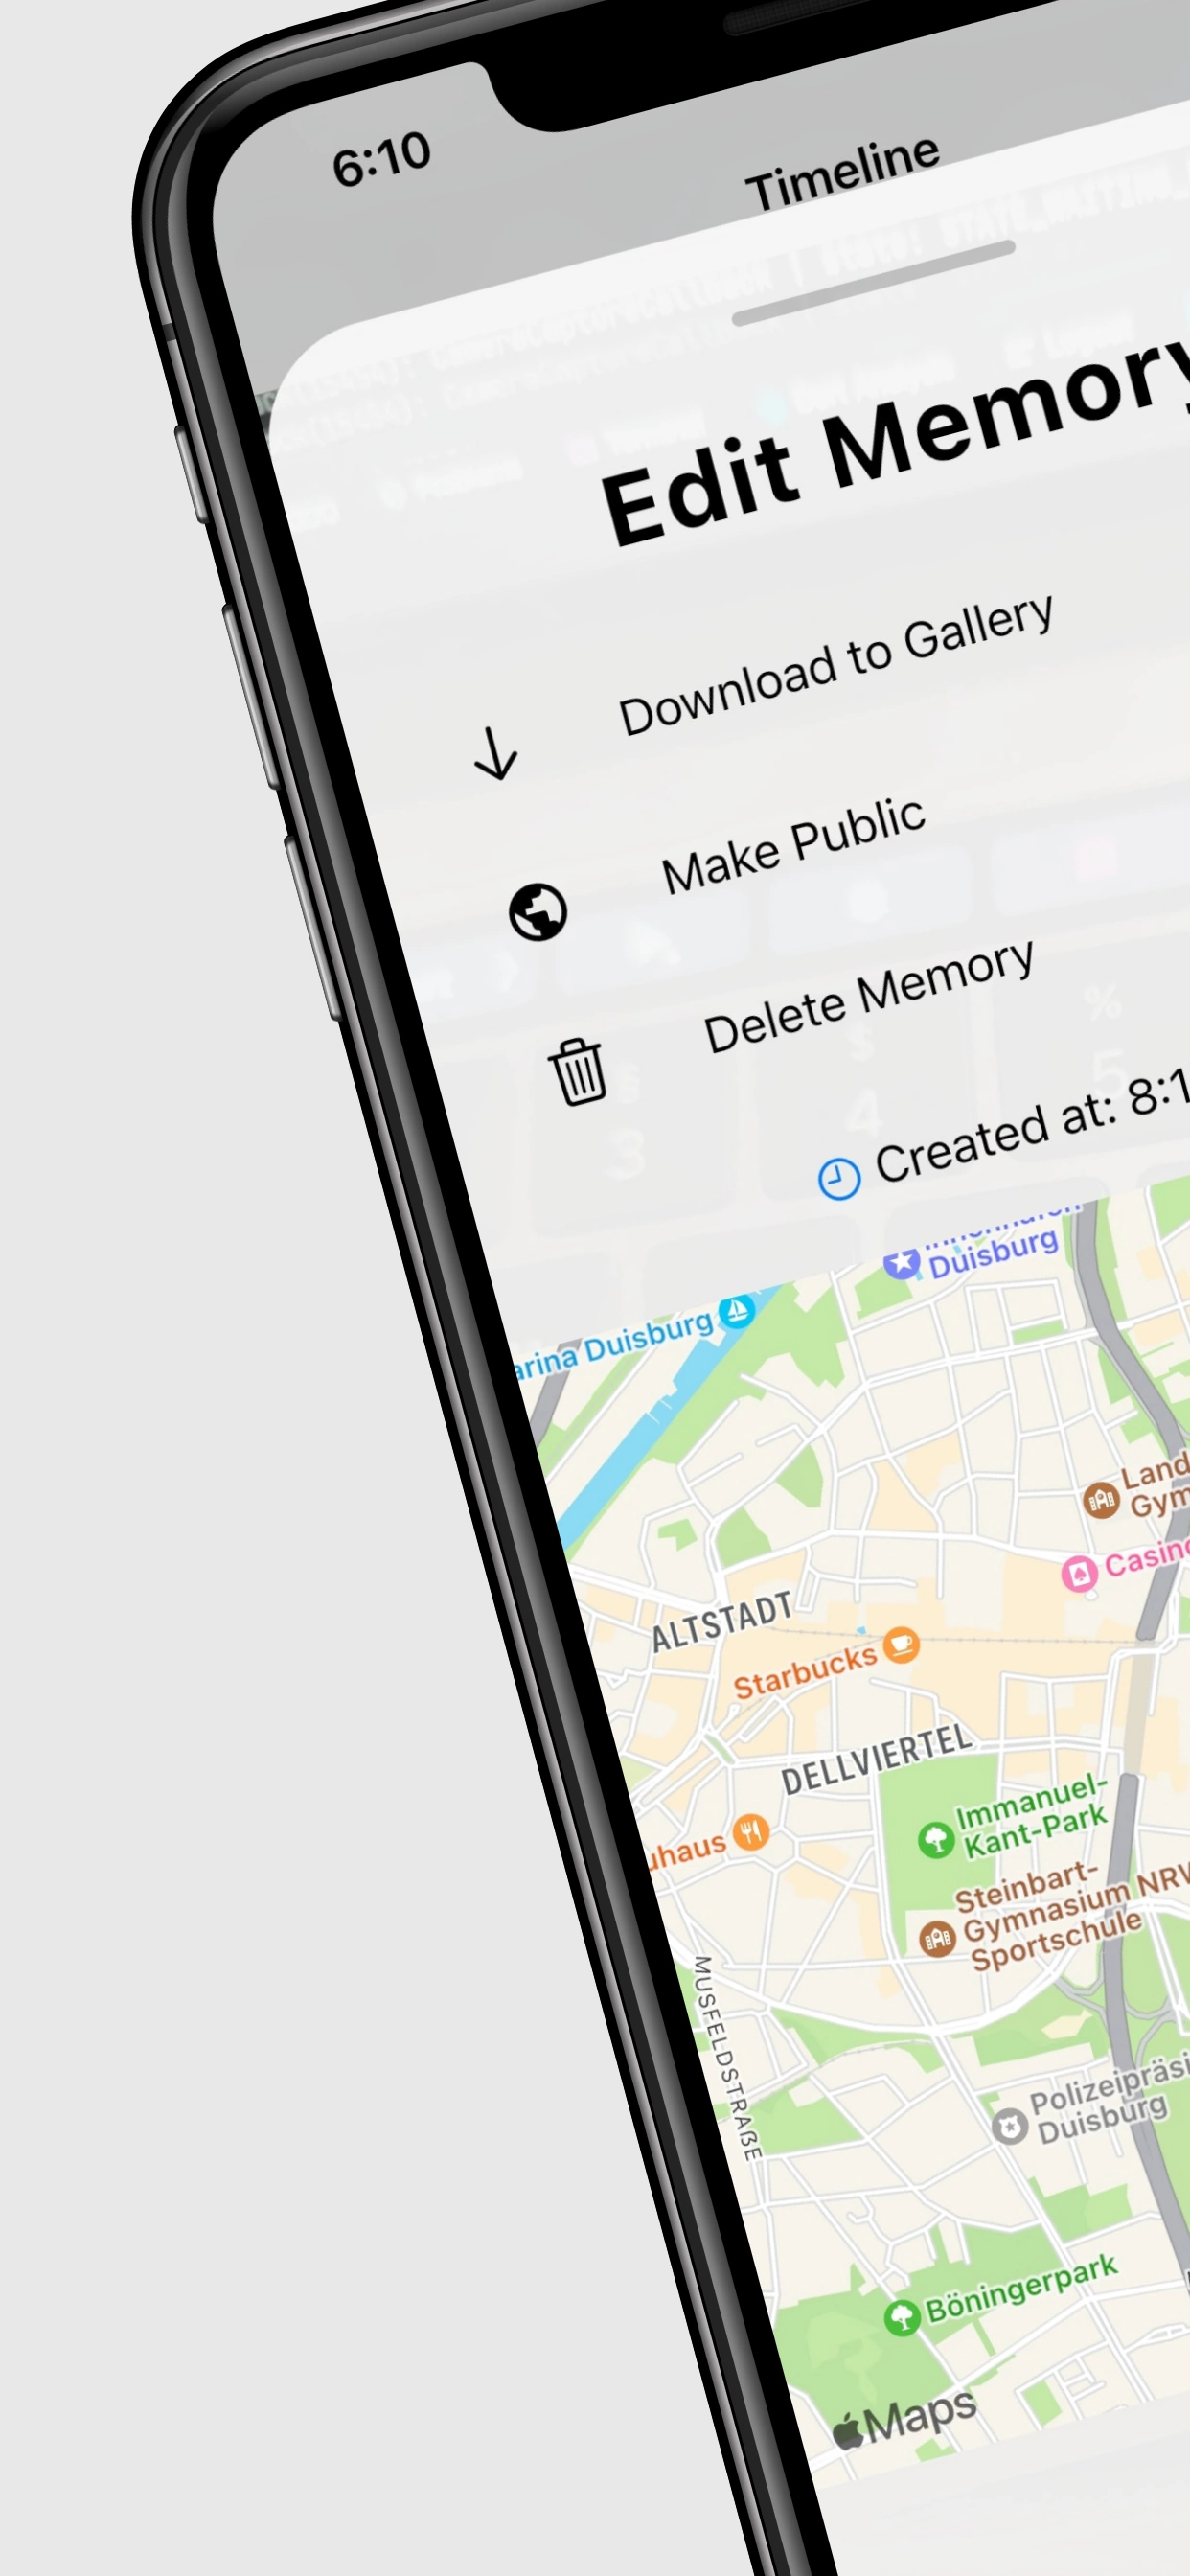 6:10
Timeline
Edit Memory
Download to Gallery
Make Public
Delete Memory
Created at: 8:1
Duisburg
arina Duisburg
Land
Gym
Casino
ALTSTADT
Starbucks
DELLVIERTEL
Immanuel-
Kant-Park
uhaus
Steinbart-
Gymnasium NRW
Sportschule
MUSFELDSTRAßE
Polizeipräsi
Duisburg
Böningerpark
Maps